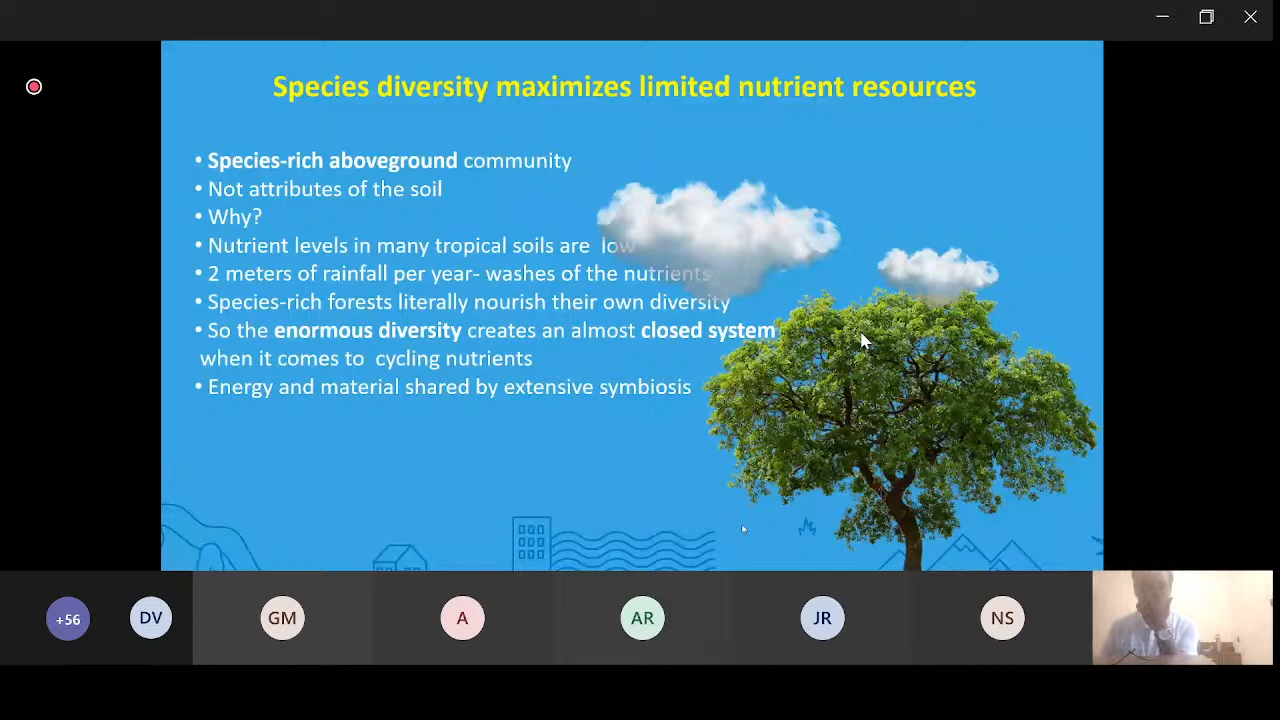 Species diversity maximizes limited nutrient resources
• Species-rich aboveground community
• Not attributes of the soil
• Why?
• Nutrient levels in many tropical soils are low
• 2 meters of rainfall per year- washes of the nutrients
• Species-rich forests literally nourish their own diversity
• So the enormous diversity creates an almost closed system
when it comes to cycling nutrients
• Energy and material shared by extensive symbiosis
+56 DV GM A AR JR NS